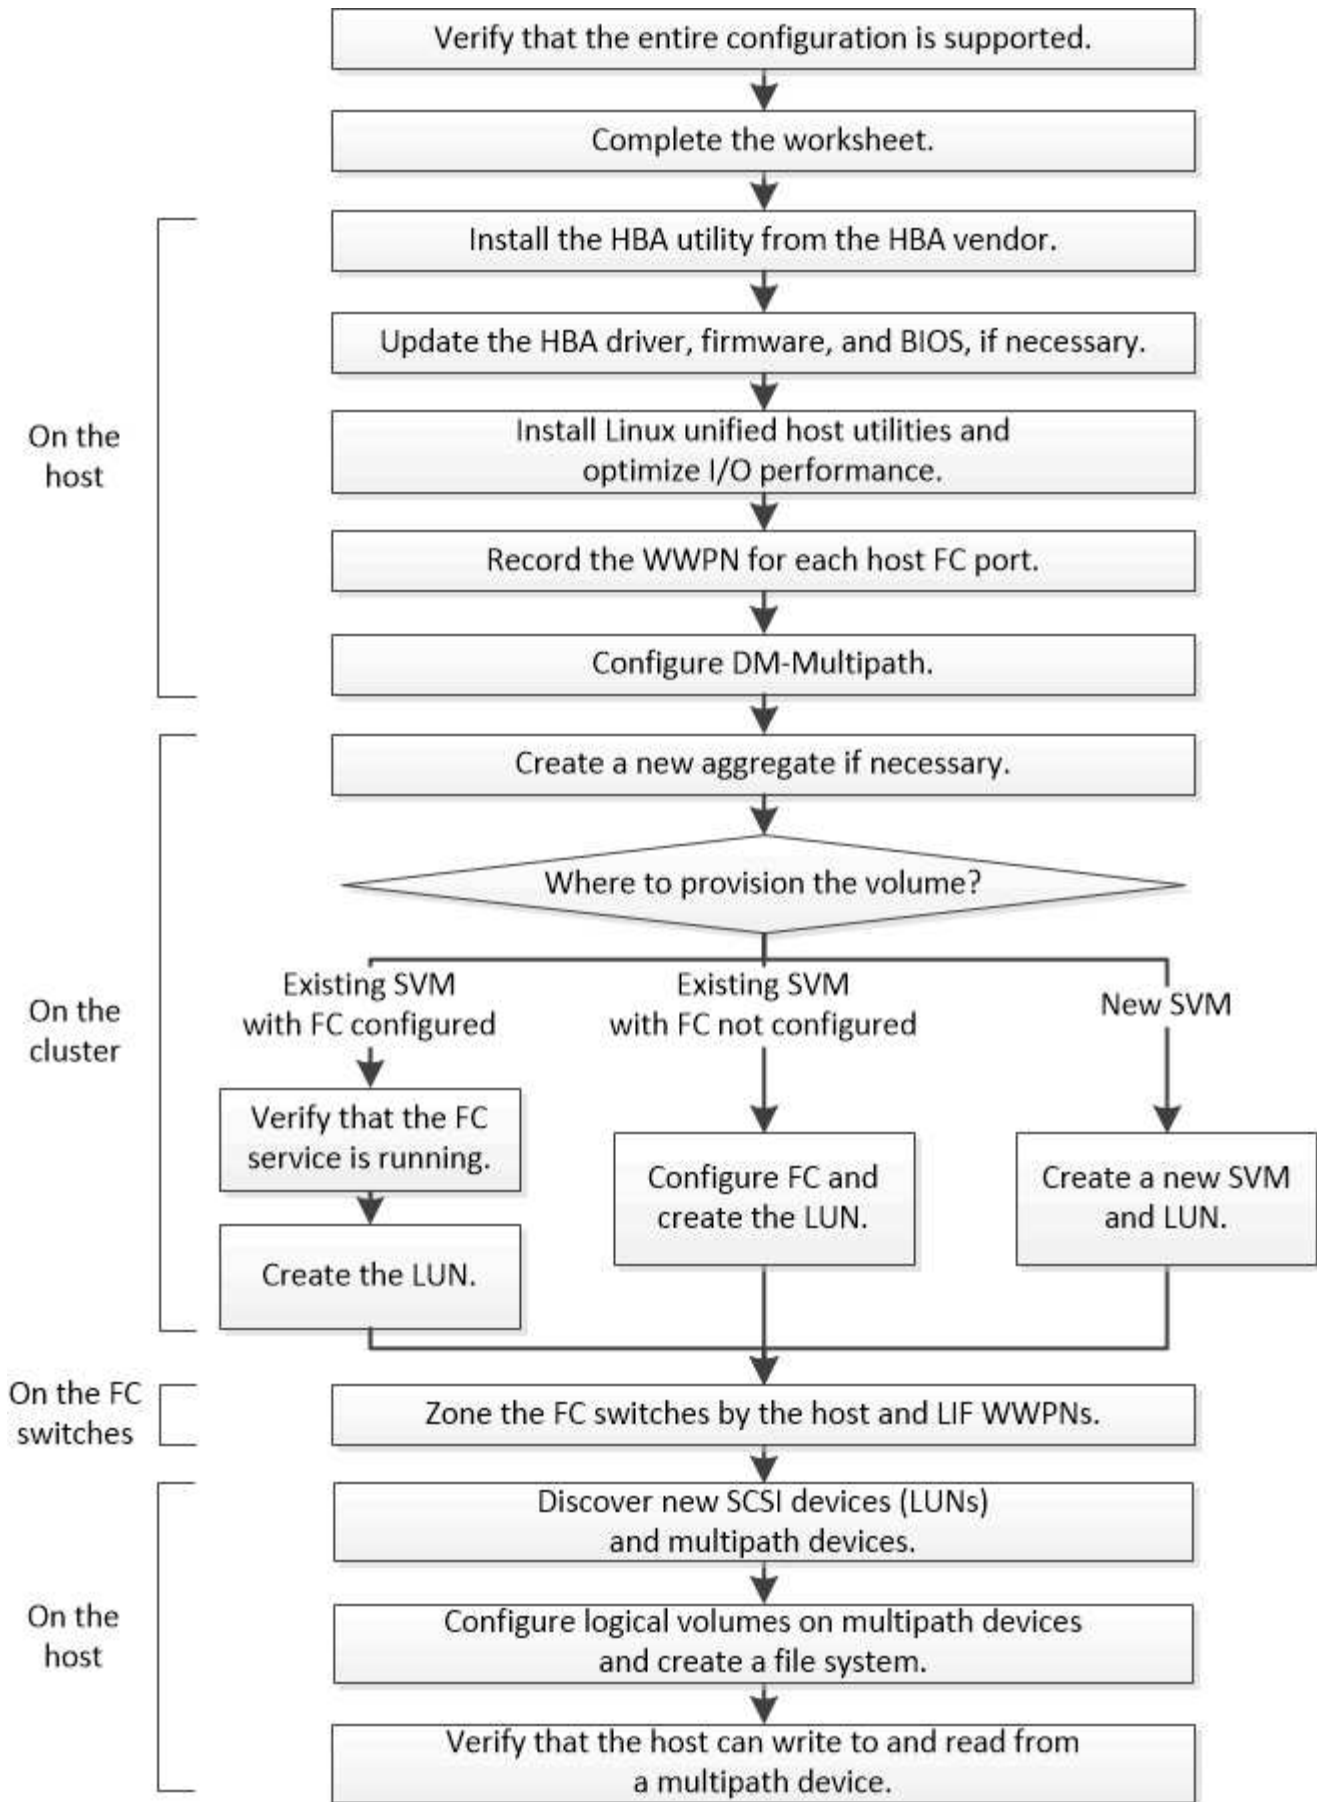 Verify that the entire configuration is supported.
Complete the worksheet.
On the
host
Install the HBA utility from the HBA vendor.
Update the HBA driver, firmware, and BIOS, if necessary.
Install Linux unified host utilities and
optimize I/O performance.
Record the WWPN for each host FC port.
Configure DM-Multipath.
On the
cluster
Create a new aggregate if necessary.
Where to provision the volume?
Existing SVM
with FC configured
Verify that the FC
service is running.
Create the LUN.
Existing SVM
with FC not configured
Configure FC and
create the LUN.
New SVM
Create a new SVM
and LUN.
On the FC
switches
Zone the FC switches by the host and LIF WWPNs.
On the
host
Discover new SCSI devices (LUNs)
and multipath devices.
Configure logical volumes on multipath devices
and create a file system.
Verify that the host can write to and read from
a multipath device.